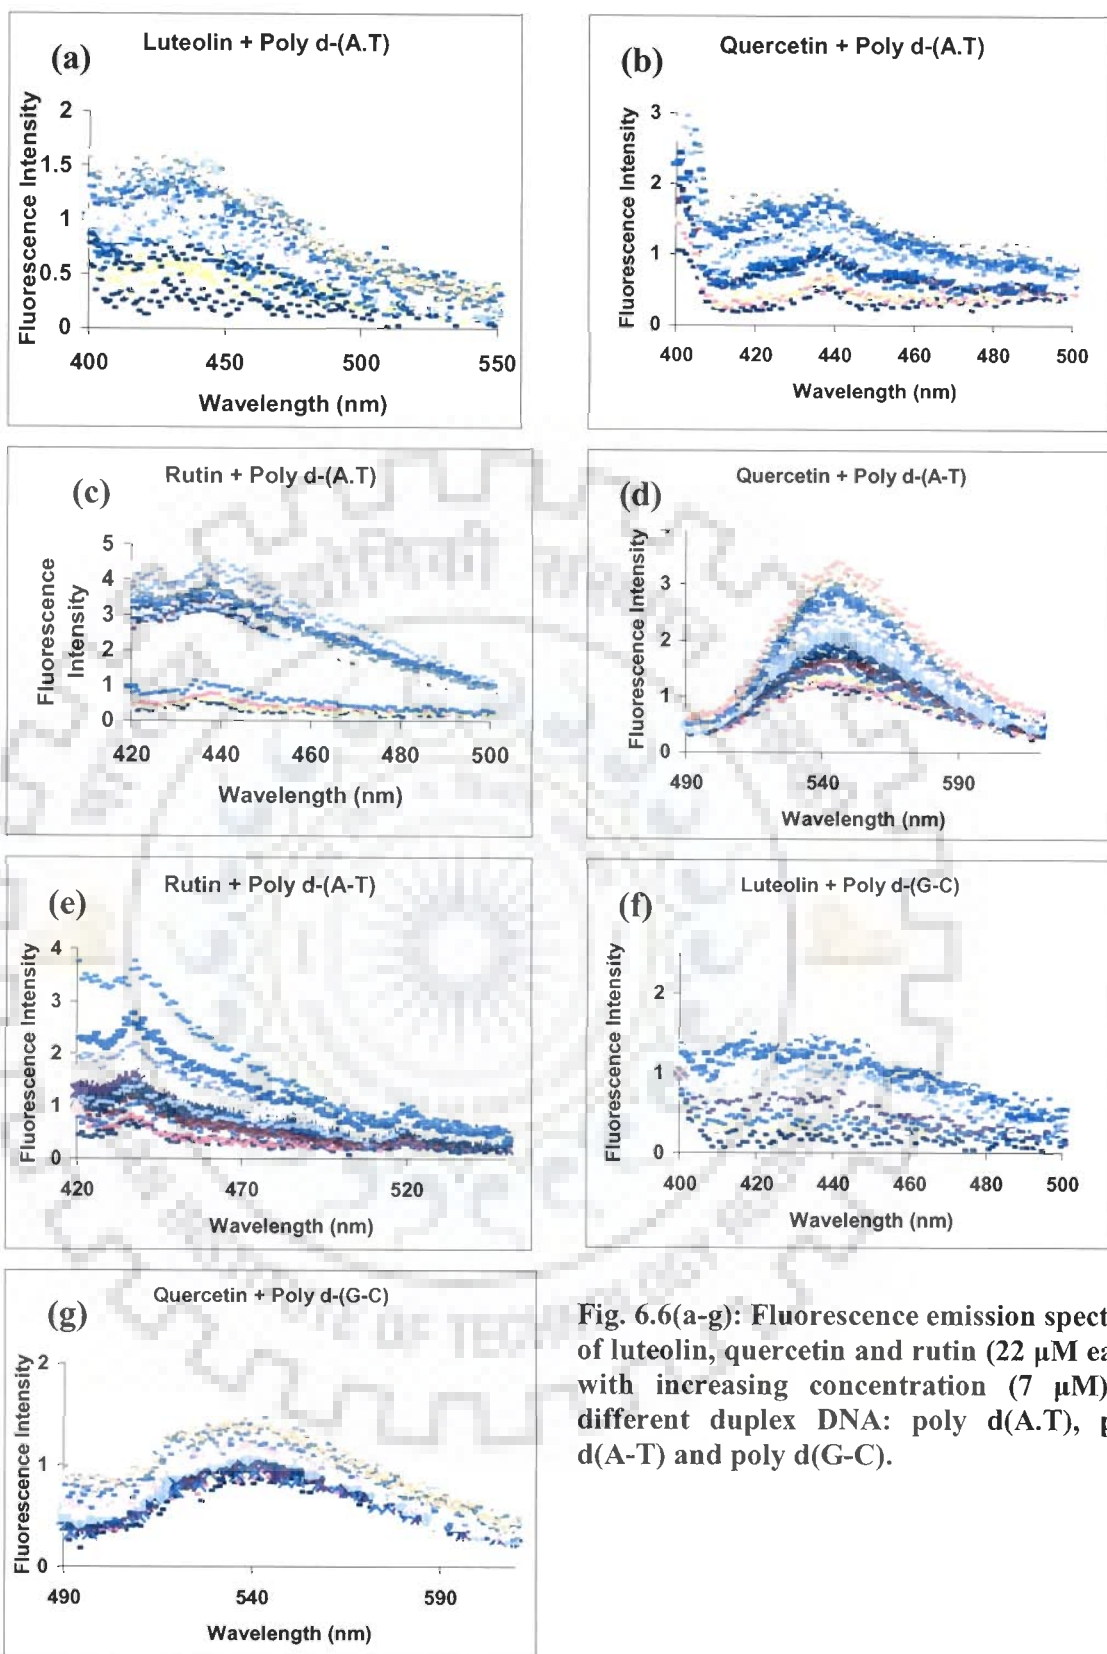 (a)
Luteolin + Poly d-(A.T)
Fluorescence Intensity
2
1.5
1
0.5
0
400 450 500 550
Wavelength (nm)
(b)
Quercetin + Poly d-(A.T)
Fluorescence Intensity
3
2
1
0
400 420 440 460 480 500
Wavelength (nm)
(c)
Rutin + Poly d-(A.T)
Fluorescence
Intensity
5
4
3
2
1
0
420 440 460 480 500
Wavelength (nm)
(d)
Quercetin + Poly d-(A-T)
Fluorescence Intensity
3
2
1
0
490 540 590
Wavelength (nm)
(e)
Rutin + Poly d-(A-T)
Fluorescence Intensity
4
3
2
1
0
420 470 520
Wavelength (nm)
(f)
Luteolin + Poly d-(G-C)
Fluorescence Intensity
2
1
0
400 420 440 460 480 500
Wavelength (nm)
(g)
Quercetin + Poly d-(G-C)
Fluorescence Intensity
2
1
0
490 540 590
Wavelength (nm)
Fig. 6.6(a-g): Fluorescence emission spect
of luteolin, quercetin and rutin (22 μM ea
with increasing concentration (7 μM)
different duplex DNA: poly d(A.T), p
d(A-T) and poly d(G-C).